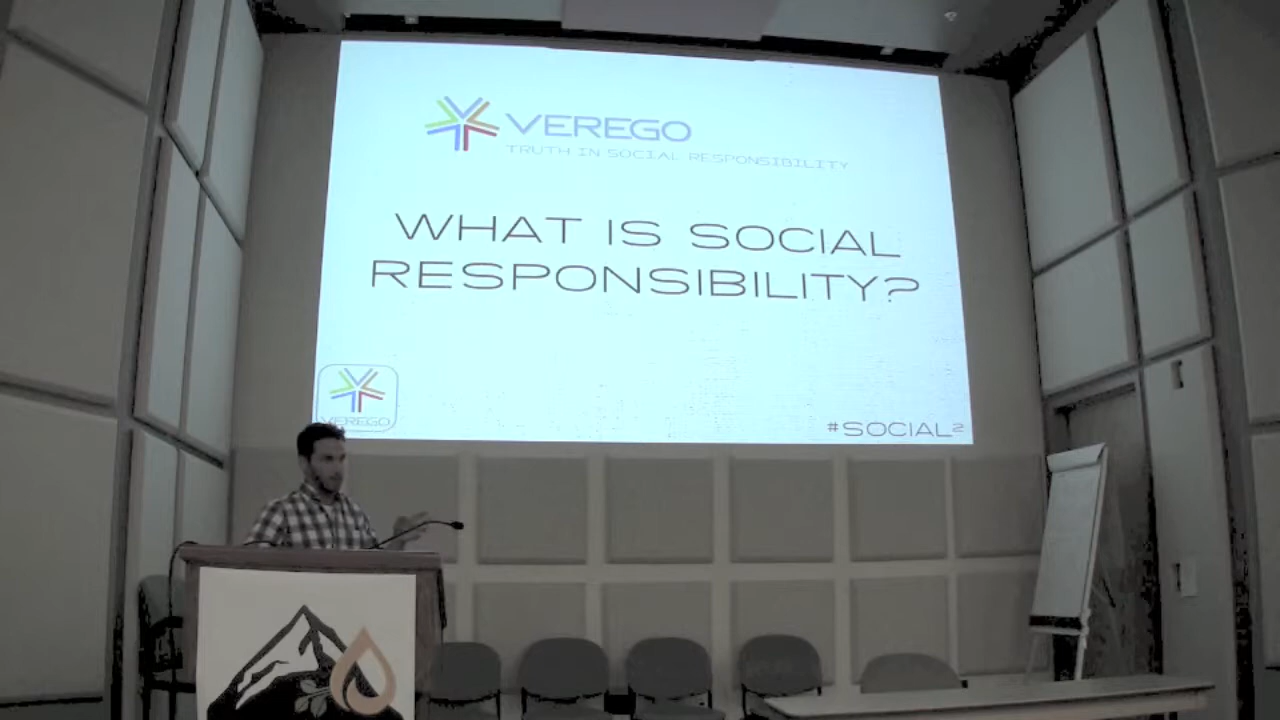 VEREGO
TRUTH IN SOCIAL RESPONSIBILITY
WHAT IS SOCIAL
RESPONSIBILITY?
VEREGO
#SOCIAL²